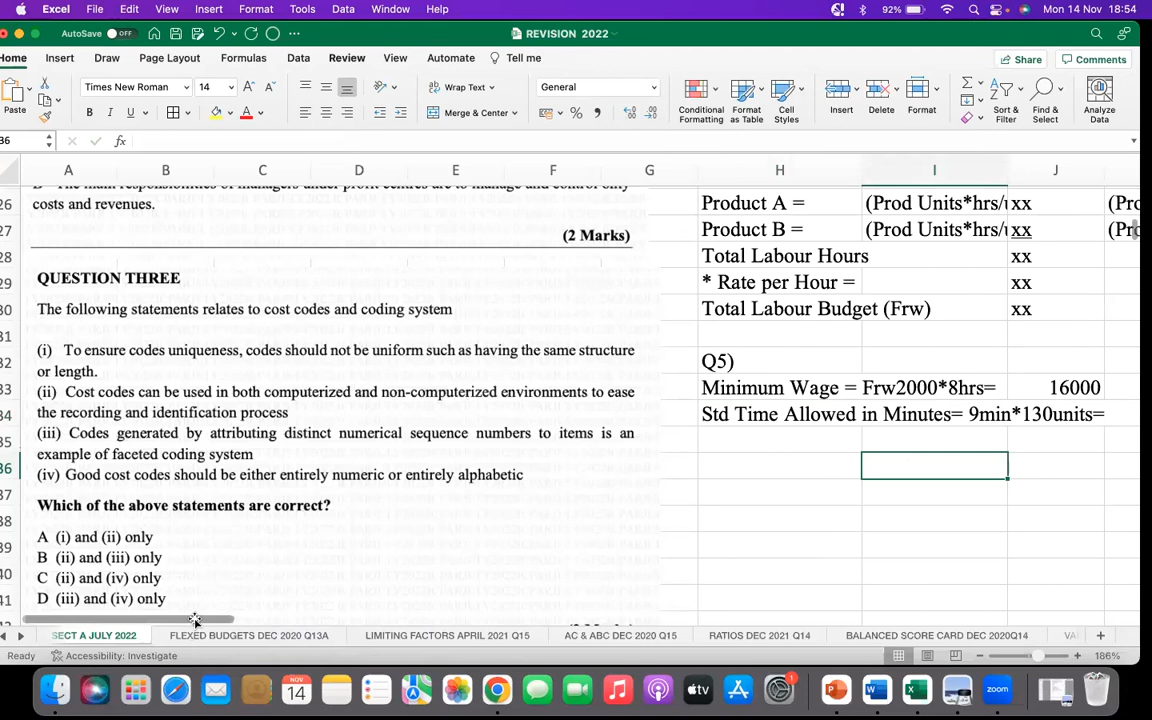 Excel File Edit View Insert Format Tools Data Window Help 92% Mon 14 Nov 18:54
AutoSave OFF REVISION 2022
Home Insert Draw Page Layout Formulas Data Review View Automate Tell me Share Comments
Paste Times New Roman 14 Wrap Text General Conditional Formatting Format as Table Cell Styles Insert Delete Format Sort & Filter Find & Select Analyze Data
B I U Merge & Center
fx
A B C D E F G H I J
costs and revenues.
(2 Marks)
QUESTION THREE
The following statements relates to cost codes and coding system
(i) To ensure codes uniqueness, codes should not be uniform such as having the same structure
or length.
(ii) Cost codes can be used in both computerized and non-computerized environments to ease
the recording and identification process
(iii) Codes generated by attributing distinct numerical sequence numbers to items is an
example of faceted coding system
(iv) Good cost codes should be either entirely numeric or entirely alphabetic
Which of the above statements are correct?
A (i) and (ii) only
B (ii) and (iii) only
C (ii) and (iv) only
D (iii) and (iv) only
Product A = (Prod Units*hrs/ xx
Product B = (Prod Units*hrs/ xx
Total Labour Hours xx
* Rate per Hour = xx
Total Labour Budget (Frw) xx
Q5)
Minimum Wage = Frw2000*8hrs= 16000
Std Time Allowed in Minutes= 9min*130units=
SECT A JULY 2022 FLEXED BUDGETS DEC 2020 Q13A LIMITING FACTORS APRIL 2021 Q15 AC & ABC DEC 2020 Q15 RATIOS DEC 2021 Q14 BALANCED SCORE CARD DEC 2020Q14
Ready Accessibility: Investigate 186%
NOV 14 tv 1 zoom